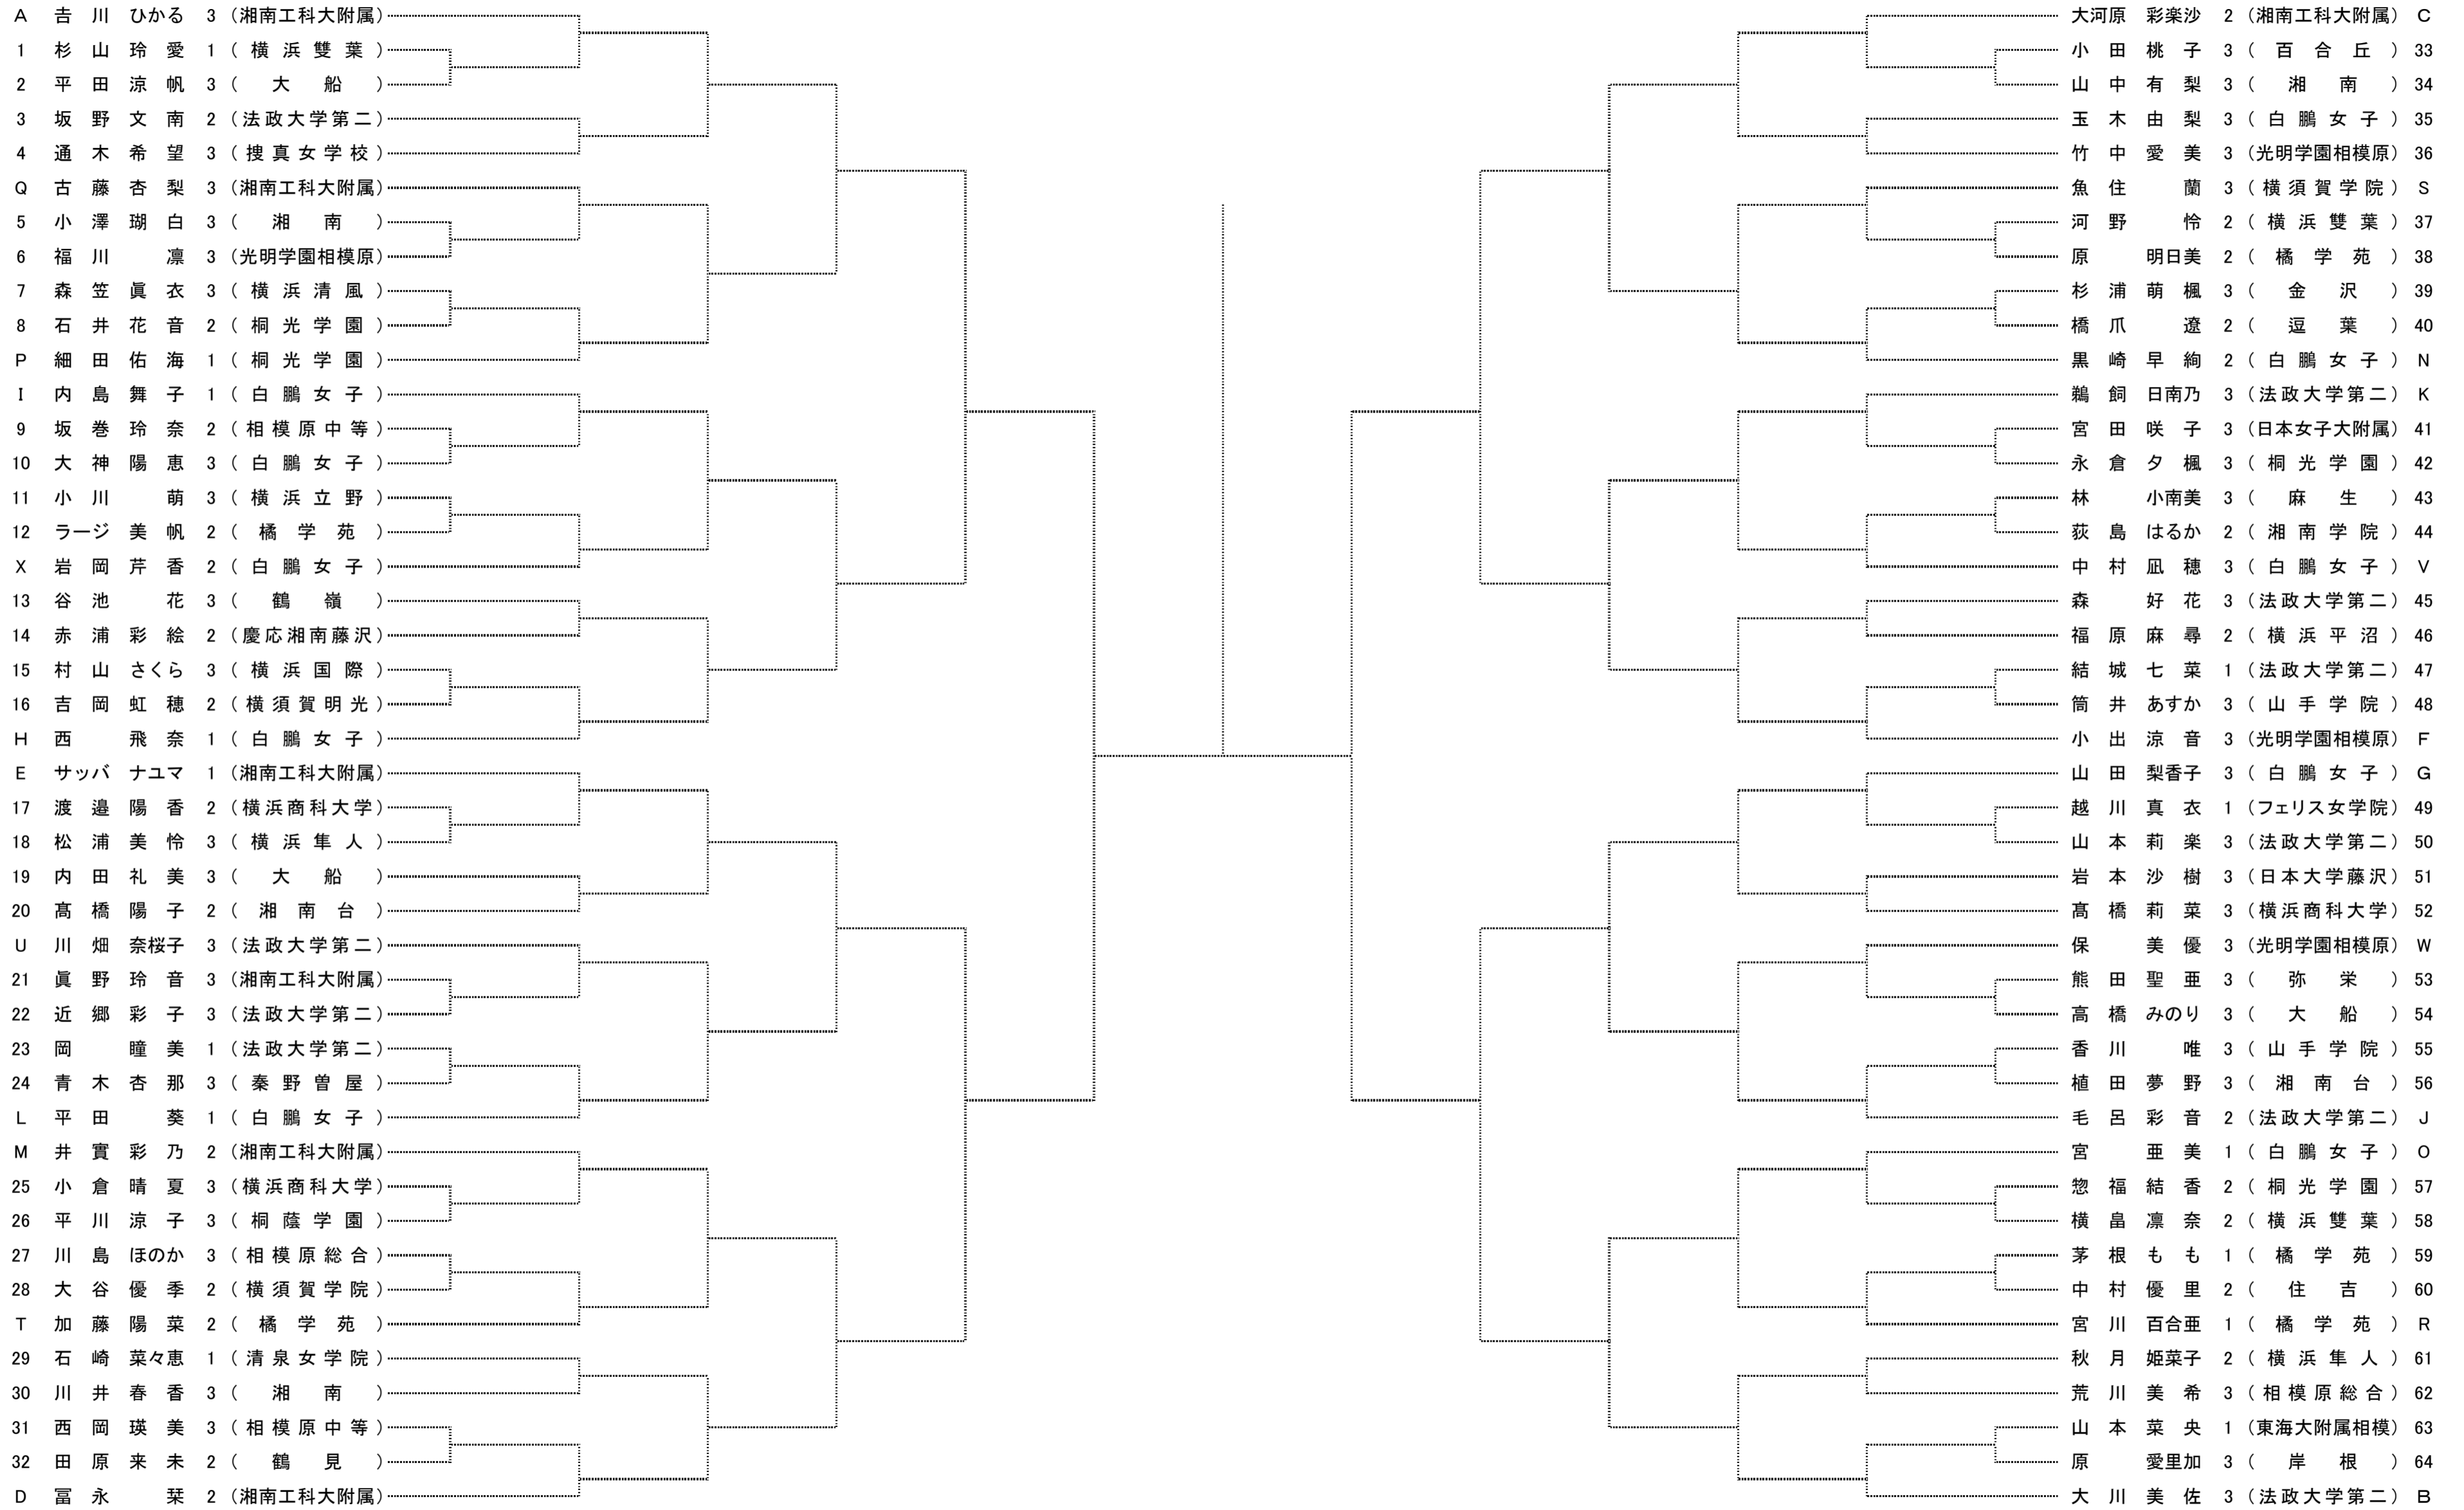 A 𠮷川 ひかる 3 (湘南工科大附属)
1 杉山 玲愛 1 (横浜雙葉)
2 平田 涼帆 3 (大船)
3 坂野 文南 2 (法政大学第二)
4 通木 希望 3 (捜真女学校)
Q 古藤 杏梨 3 (湘南工科大附属)
5 小澤 瑚白 3 (湘南)
6 福川 凛 3 (光明学園相模原)
7 森笠 眞衣 3 (横浜清風)
8 石井 花音 2 (桐光学園)
P 細田 佑海 1 (桐光学園)
I 内島 舞子 1 (白鵬女子)
9 坂巻 玲奈 2 (相模原中等)
10 大神 陽恵 3 (白鵬女子)
11 小川 萌 3 (横浜立野)
12 ラージ 美帆 2 (橘学苑)
X 岩岡 芹香 2 (白鵬女子)
13 谷池 花 3 (鶴嶺)
14 赤浦 彩絵 2 (慶応湘南藤沢)
15 村山 さくら 3 (横浜国際)
16 吉岡 虹穂 2 (横須賀明光)
H 西 飛奈 1 (白鵬女子)
E サッバ ナユマ 1 (湘南工科大附属)
17 渡邉 陽香 2 (横浜商科大学)
18 松浦 美怜 3 (横浜隼人)
19 内田 礼美 3 (大船)
20 髙橋 陽子 2 (湘南台)
U 川畑 奈桜子 3 (法政大学第二)
21 眞野 玲音 3 (湘南工科大附属)
22 近郷 彩子 3 (法政大学第二)
23 岡 瞳美 1 (法政大学第二)
24 青木 杏那 3 (秦野曽屋)
L 平田 葵 1 (白鵬女子)
M 井實 彩乃 2 (湘南工科大附属)
25 小倉 晴夏 3 (横浜商科大学)
26 平川 涼子 3 (桐蔭学園)
27 川島 ほのか 3 (相模原総合)
28 大谷 優季 2 (横須賀学院)
T 加藤 陽菜 2 (橘学苑)
29 石崎 菜々恵 1 (清泉女学院)
30 川井 春香 3 (湘南)
31 西岡 瑛美 3 (相模原中等)
32 田原 来未 2 (鶴見)
D 冨永 栞 2 (湘南工科大附属)
大河原 彩楽沙 2 (湘南工科大附属) C
小田 桃子 3 (百合丘) 33
山中 有梨 3 (湘南) 34
玉木 由梨 3 (白鵬女子) 35
竹中 愛美 3 (光明学園相模原) 36
魚住 蘭 3 (横須賀学院) S
河野 怜 2 (横浜雙葉) 37
原 明日美 2 (橘学苑) 38
杉浦 萌楓 3 (金沢) 39
橋爪 遼 2 (逗葉) 40
黒崎 早絢 2 (白鵬女子) N
鵜飼 日南乃 3 (法政大学第二) K
宮田 咲子 3 (日本女子大附属) 41
永倉 夕楓 3 (桐光学園) 42
林 小南美 3 (麻生) 43
荻島 はるか 2 (湘南学院) 44
中村 凪穂 3 (白鵬女子) V
森 好花 3 (法政大学第二) 45
福原 麻尋 2 (横浜平沼) 46
結城 七菜 1 (法政大学第二) 47
筒井 あすか 3 (山手学院) 48
小出 涼音 3 (光明学園相模原) F
山田 梨香子 3 (白鵬女子) G
越川 真衣 1 (フェリス女学院) 49
山本 莉楽 3 (法政大学第二) 50
岩本 沙樹 3 (日本大学藤沢) 51
髙橋 莉菜 3 (横浜商科大学) 52
保 美優 3 (光明学園相模原) W
熊田 聖亜 3 (弥栄) 53
高橋 みのり 3 (大船) 54
香川 唯 3 (山手学院) 55
植田 夢野 3 (湘南台) 56
毛呂 彩音 2 (法政大学第二) J
宮 亜美 1 (白鵬女子) O
惣福 結香 2 (桐光学園) 57
横畠 凛奈 2 (横浜雙葉) 58
茅根 もも 1 (橘学苑) 59
中村 優里 2 (住吉) 60
宮川 百合亜 1 (橘学苑) R
秋月 姫菜子 2 (横浜隼人) 61
荒川 美希 3 (相模原総合) 62
山本 菜央 1 (東海大附属相模) 63
原 愛里加 3 (岸根) 64
大川 美佐 3 (法政大学第二) B